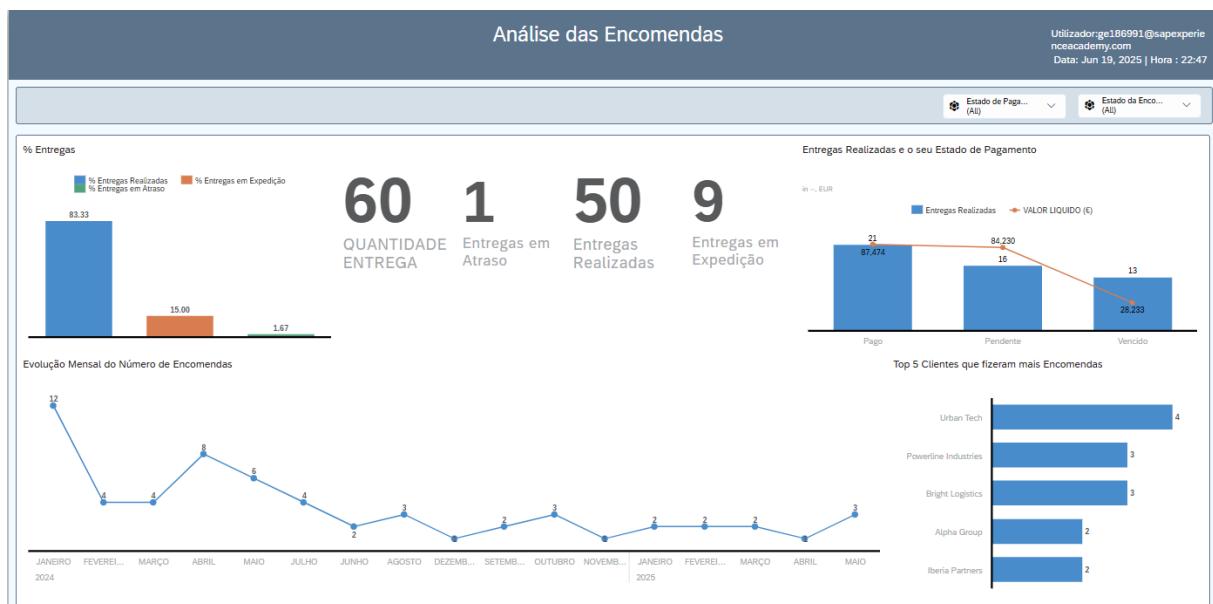 Análise das Encomendas
Utilizador:ge186991@sapexperie
nceacademy.com
Data: Jun 19, 2025 | Hora : 22:47
Estado de Paga...
(All)
Estado da Enco...
(All)
% Entregas
% Entregas Realizadas
% Entregas em Expedição
% Entregas em Atraso
83.33
15.00
1.67
60
QUANTIDADE
ENTREGA
1
Entregas em
Atraso
50
Entregas
Realizadas
9
Entregas em
Expedição
Entregas Realizadas e o seu Estado de Pagamento
in –, EUR
Entregas Realizadas
VALOR LIQUIDO (€)
21
87,474
84,230
16
13
28,233
Pago
Pendente
Vencido
Evolução Mensal do Número de Encomendas
12
4
4
8
6
4
2
3
1
2
3
1
2
2
2
1
3
JANEIRO
FEVEREI...
MARÇO
ABRIL
MAIO
JULHO
JUNHO
AGOSTO
DEZEMB...
SETEMB...
OUTUBRO
NOVEMB...
JANEIRO
FEVEREI...
MARÇO
ABRIL
MAIO
2024
2025
Top 5 Clientes que fizeram mais Encomendas
Urban Tech
4
Powerline Industries
3
Bright Logistics
3
Alpha Group
2
Iberia Partners
2